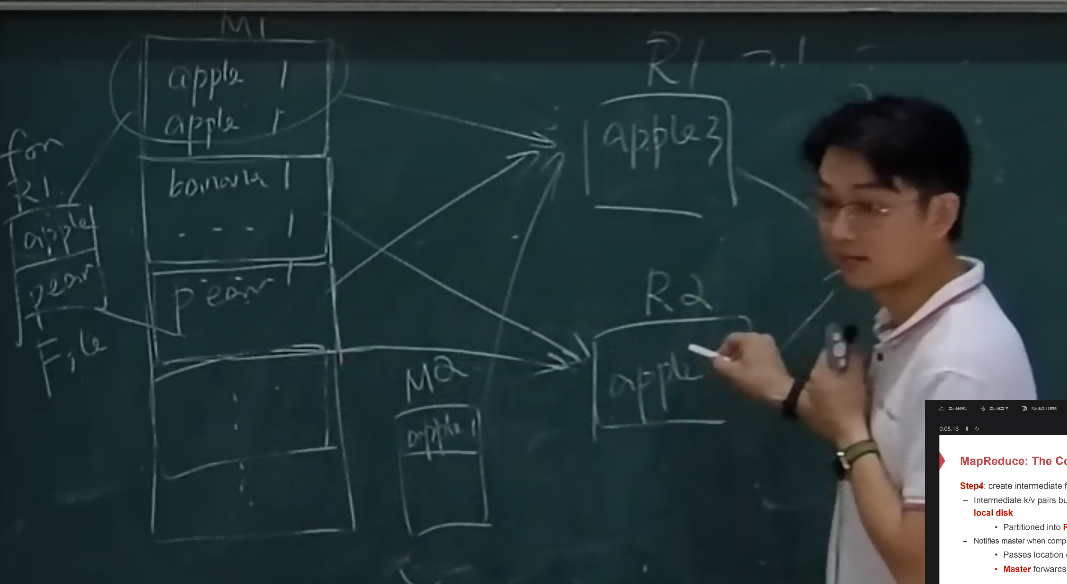 M1
apple 1
apple 1
banana 1
. - - - 1
pear 1
for
R1
apple
pear
File
M2
apple 1
R1
apple 3
R2
apple
MapReduce: The Co
Step4: create intermediate f
– Intermediate k/v pairs bu
local disk
• Partitioned into R
– Notifies master when comp
• Passes location
• Master forwards